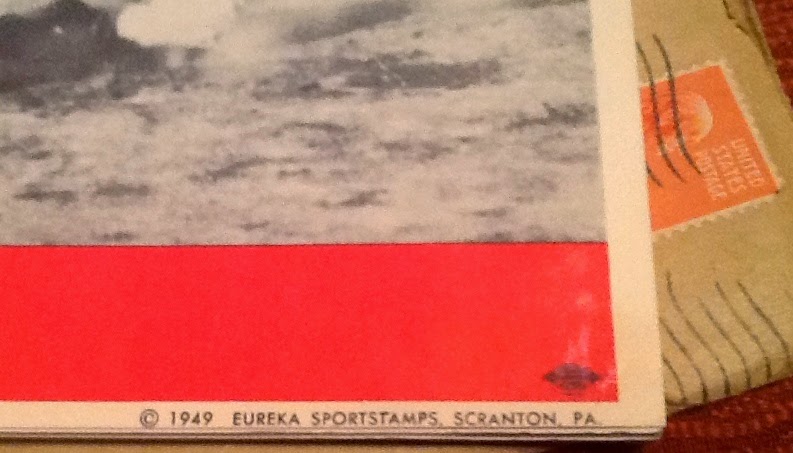 © 1949 EUREKA SPORTSTAMPS, SCRANTON, PA.
UNITED
STATES
POSTAGE